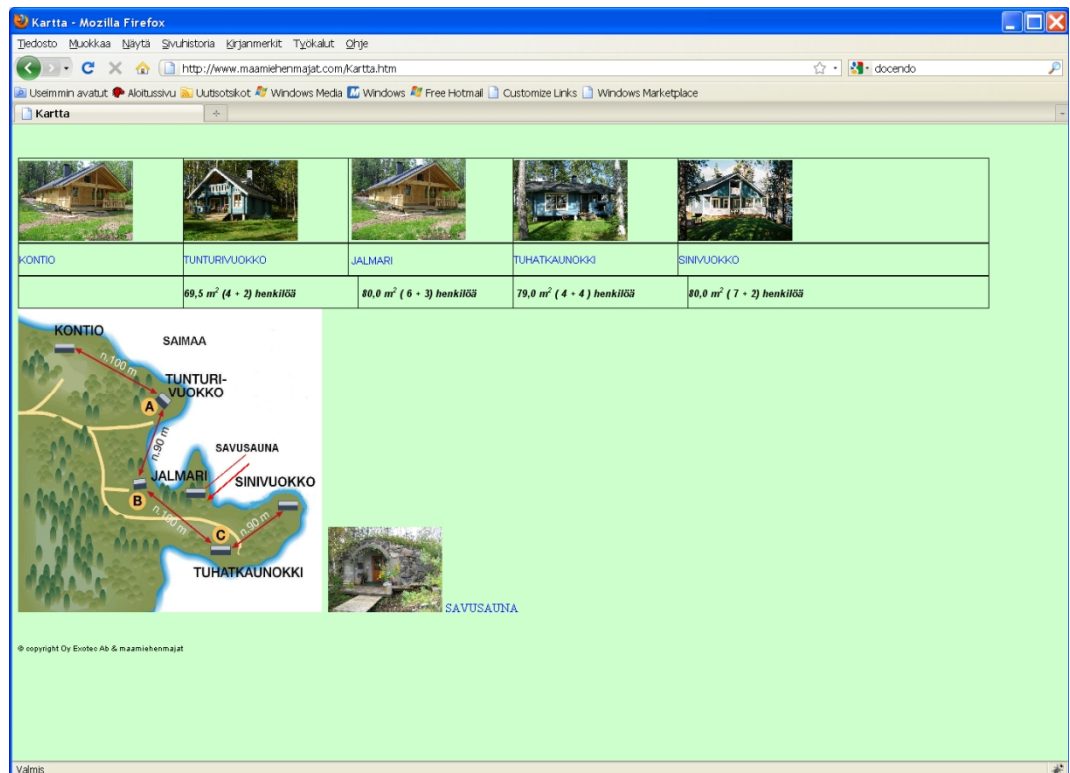 Kartta - Mozilla Firefox
Tiedosto Muokkaa Näytä Sivuhistoria Kirjanmerkit Työkalut Ohje
http://www.maamiehenmajat.com/Kartta.htm docendo
Useimmin avatut Aloitussivu Uutisotsikot Windows Media Windows Free Hotmail Customize Links Windows Marketplace
Kartta
KONTIO TUNTURIVUOKKO JALMARI TUHATKAUNOKKI SINIVUOKKO
69,5 m² (4 + 2) henkilöä 80,0 m² ( 6 + 3) henkilöä 79,0 m² ( 4 + 4 ) henkilöä 80,0 m² ( 7 + 2) henkilöä
KONTIO
SAIMAA
n.100 m
TUNTURI-
VUOKKO
A
n.90 m
SAVUSAUNA
JALMARI
SINIVUOKKO
B
n.100 m
C
n.90 m
TUHATKAUNOKKI
SAVUSAUNA
© copyright Oy Exotec Ab & maamiehenmajat
Valmis